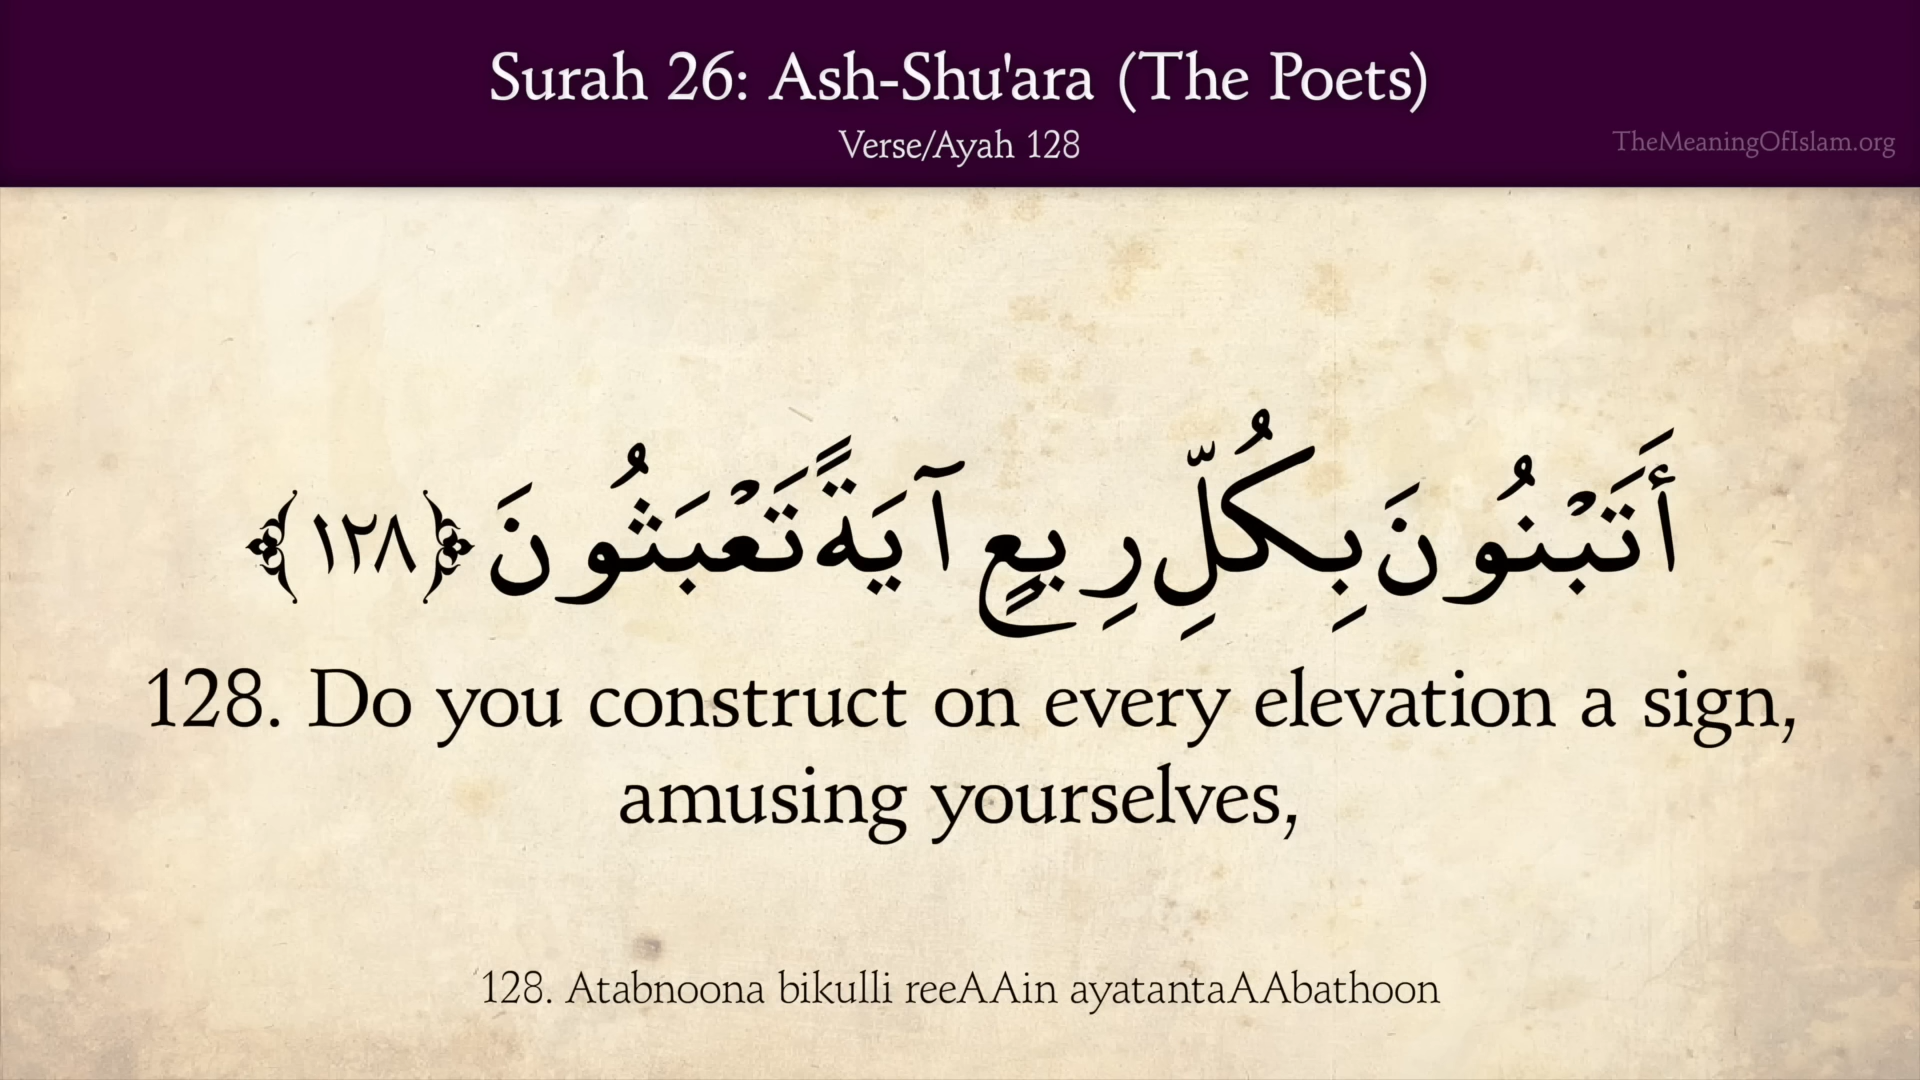 Surah 26: Ash-Shu'ara (The Poets)
Verse/Ayah 128
TheMeaningOfIslam.org
أَتَبْنُونَ بِكُلِّ رِيعٍ آيَةً تَعْبَثُونَ ﴿١٢٨﴾
128. Do you construct on every elevation a sign,
amusing yourselves,
128. Atabnoona bikulli reeAAin ayatantaAAbathoon